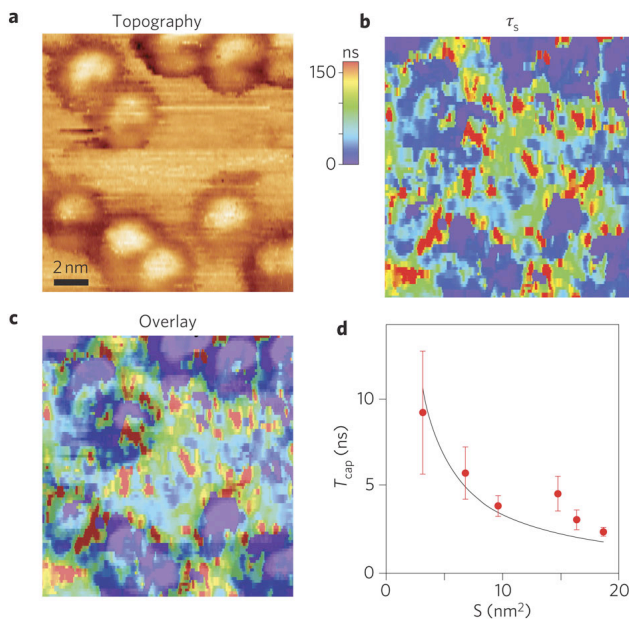 a
Topography
2 nm
ns
150
0
b
τs
c
Overlay
d
10
5
0
Tcap (ns)
0
10
20
S (nm²)